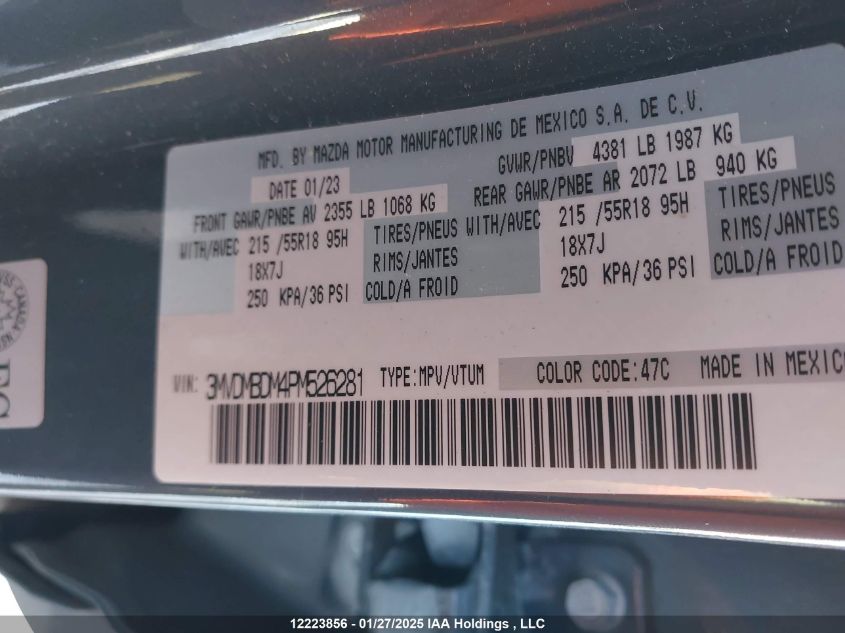 MFD. BY MAZDA MOTOR MANUFACTURING DE MEXICO S.A. DE C.V.
DATE 01/23 GVWR/PNBV 4381 LB 1987 KG
FRONT GAWR/PNBE AV 2355 LB 1068 KG REAR GAWR/PNBE AR 2072 LB 940 KG
WITH/AVEC 215 /55R18 95H TIRES/PNEUS WITH/AVEC 215 /55R18 95H TIRES/PNEUS
18X7J RIMS/JANTES 18X7J RIMS/JANTES
250 KPA/36 PSI COLD/A FROID 250 KPA/36 PSI COLD/A FROID
VIN: 3MVDMBDM4PM526281 TYPE:MPV/VTUM COLOR CODE:47C MADE IN MEXICO
12223856 - 01/27/2025 IAA Holdings , LLC